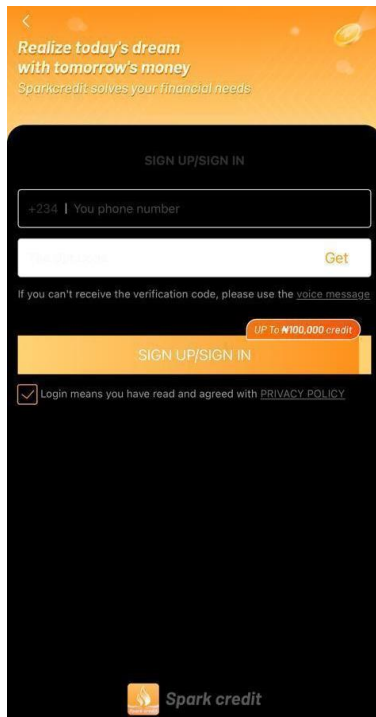 Realize today's dream
with tomorrow's money
Sparkcredit solves your financial needs
SIGN UP/SIGN IN
+234 | You phone number
Get
If you can't receive the verification code, please use the voice message
UP To ₦100,000 credit
SIGN UP/SIGN IN
Login means you have read and agreed with PRIVACY POLICY
Spark credit